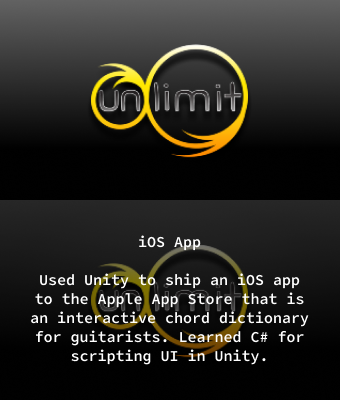 unlimit
iOS App
Used Unity to ship an iOS app
to the Apple App Store that is
an interactive chord dictionary
for guitarists. Learned C# for
scripting UI in Unity.
unlimit